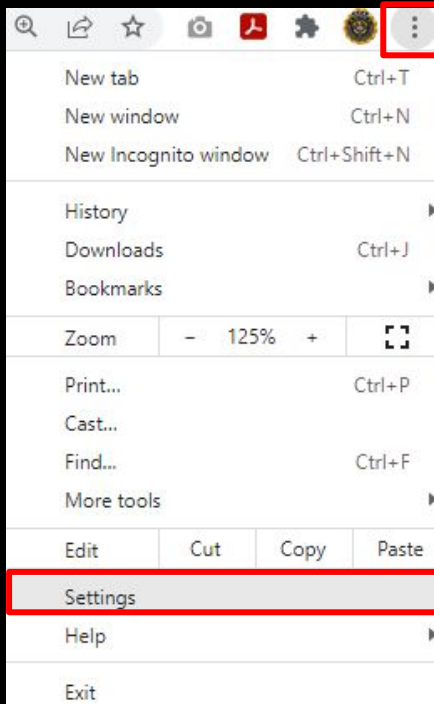 New tab Ctrl+T
New window Ctrl+N
New Incognito window Ctrl+Shift+N
History
Downloads Ctrl+J
Bookmarks
Zoom - 125% +
Print... Ctrl+P
Cast...
Find... Ctrl+F
More tools
Edit Cut Copy Paste
Settings
Help
Exit